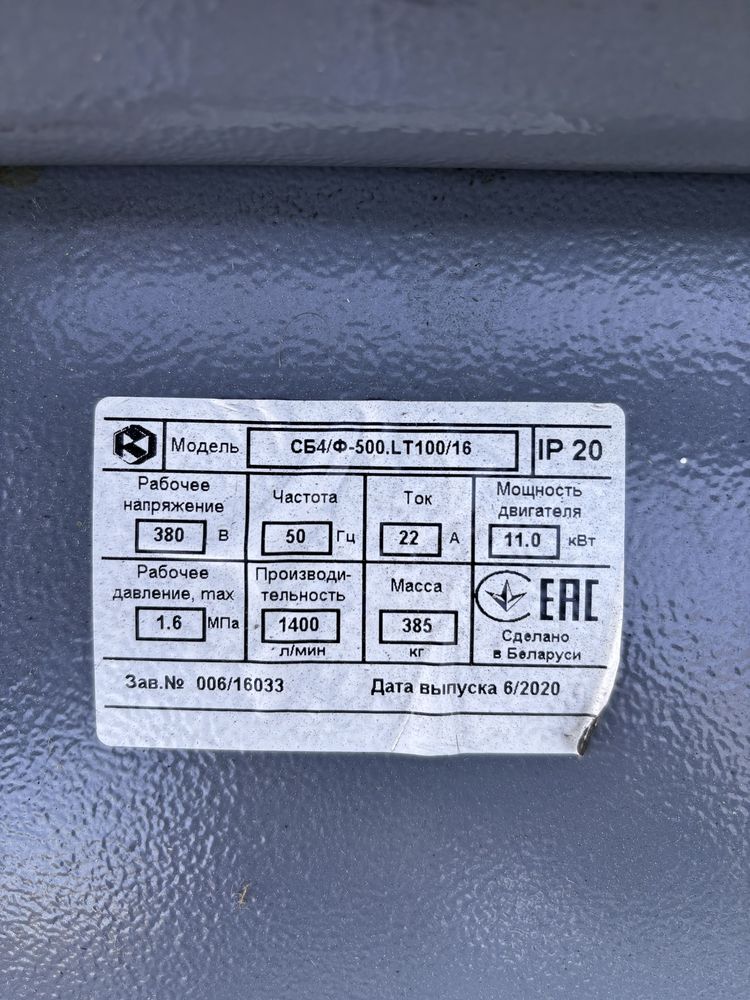 Модель СБ4/Ф-500.LT100/16 IP 20
Рабочее напряжение 380 В
Частота 50 Гц
Ток 22 А
Мощность двигателя 11.0 кВт
Рабочее давление, max 1.6 МПа
Производи-
тельность 1400 л/мин
Масса 385 кг
EAC
Сделано
в Беларуси
Зав.№ 006/16033 Дата выпуска 6/2020